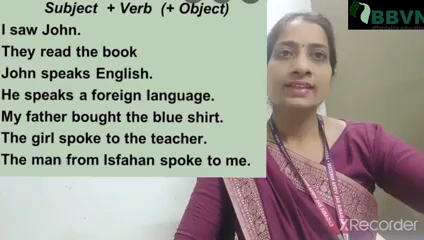 Subject + Verb (+ Object)
I saw John.
They read the book
John speaks English.
He speaks a foreign language.
My father bought the blue shirt.
The girl spoke to the teacher.
The man from Isfahan spoke to me.
BBVN
XRecorder